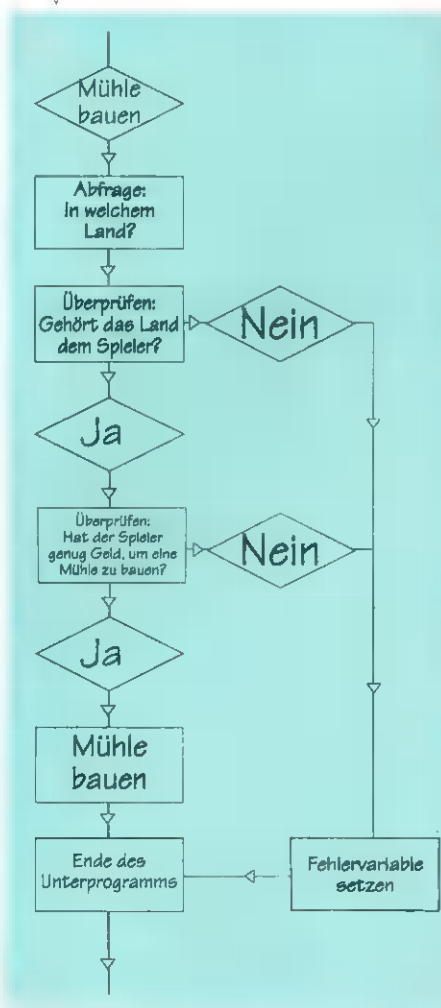 Mühle
bauen
Abfrage:
In welchem
Land?
Überprüfen:
Gehört das Land
dem Spieler?
Nein
Ja
Überprüfen:
Hat der Spieler
genug Geld, um eine
Mühle zu bauen?
Nein
Ja
Mühle
bauen
Ende des
Unterprogramms
Fehlervariable
setzen